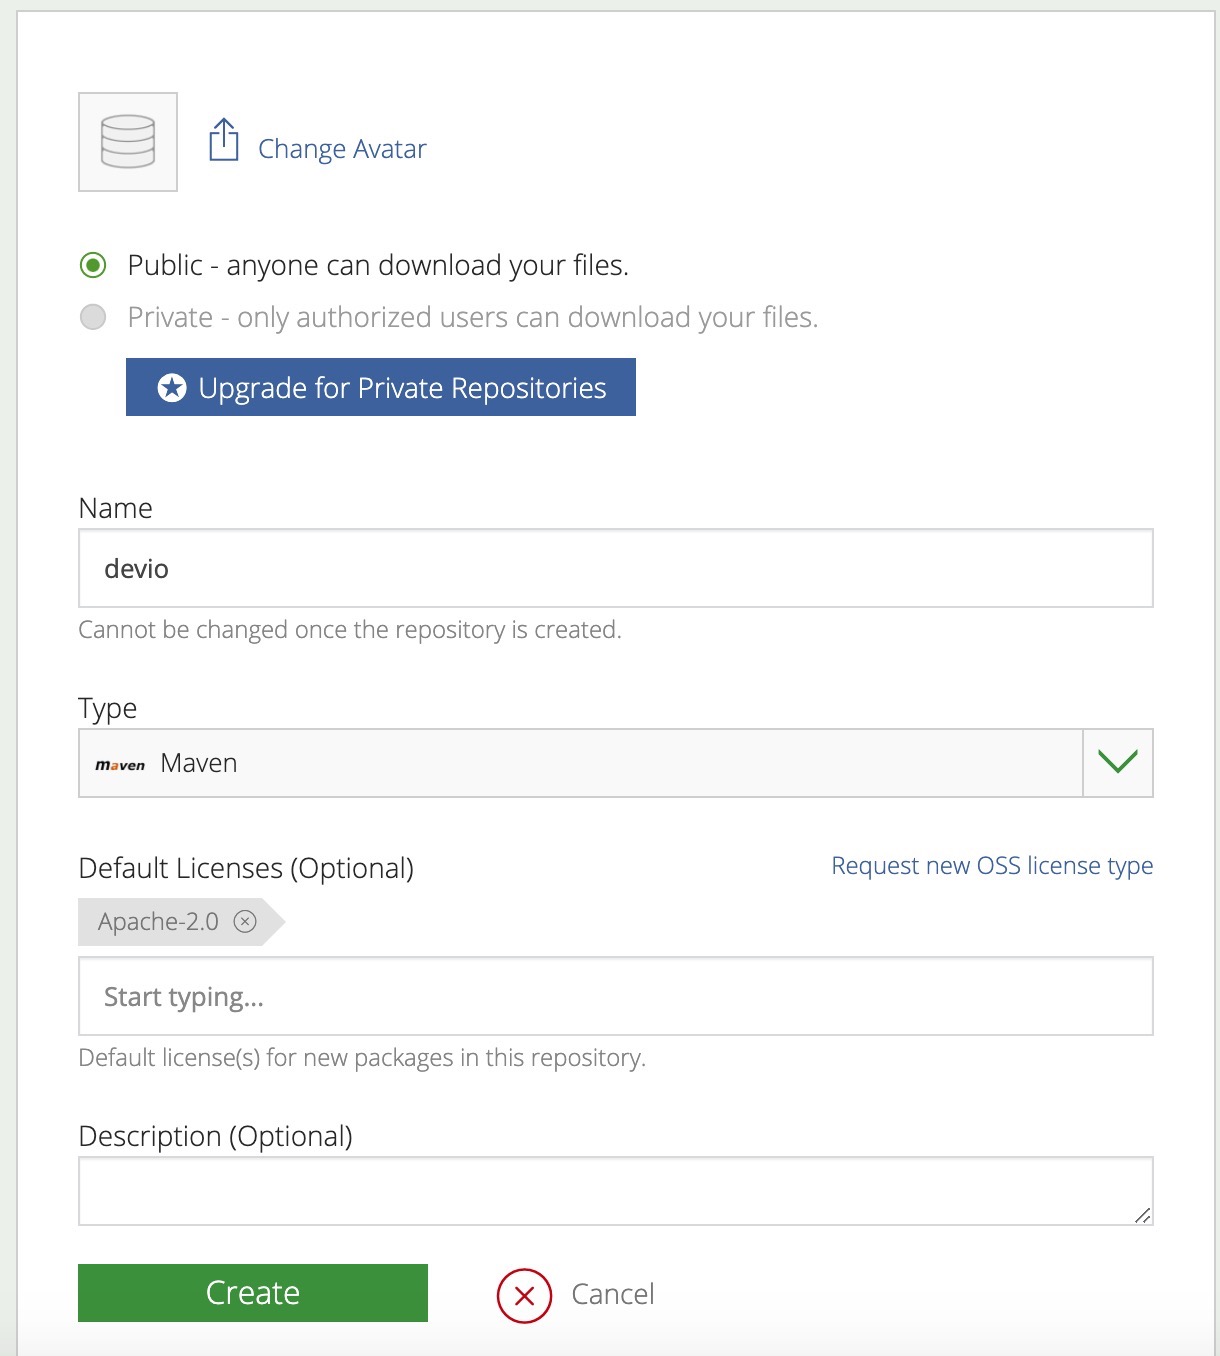 Change Avatar
Public - anyone can download your files.
Private - only authorized users can download your files.
Upgrade for Private Repositories
Name
devio
Cannot be changed once the repository is created.
Type
maven Maven
Default Licenses (Optional)
Request new OSS license type
Apache-2.0
Start typing...
Default license(s) for new packages in this repository.
Description (Optional)
Create
Cancel